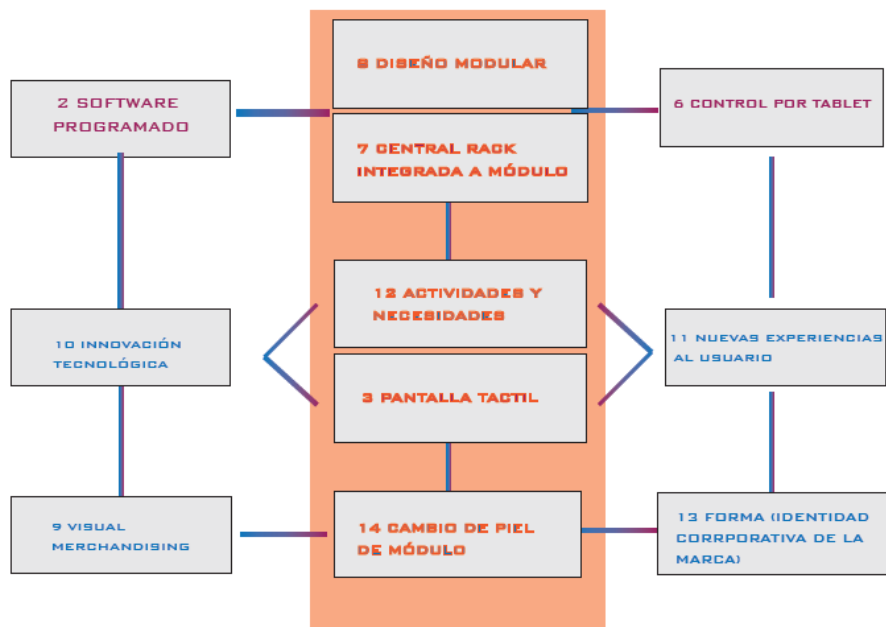 8 DISEÑO MODULAR
2 SOFTWARE
PROGRAMADO
6 CONTROL POR TABLET
7 CENTRAL RACK
INTEGRADA A MÓDULO
12 ACTIVIDADES Y
NECESIDADES
10 INNOVACIÓN
TECNOLÓGICA
11 NUEVAS EXPERIENCIAS
AL USUARIO
3 PANTALLA TACTIL
9 VISUAL
MERCHANDISING
14 CAMBIO DE PIEL
DE MÓDULO
13 FORMA (IDENTIDAD
CORRPORATIVA DE LA
MARCA)